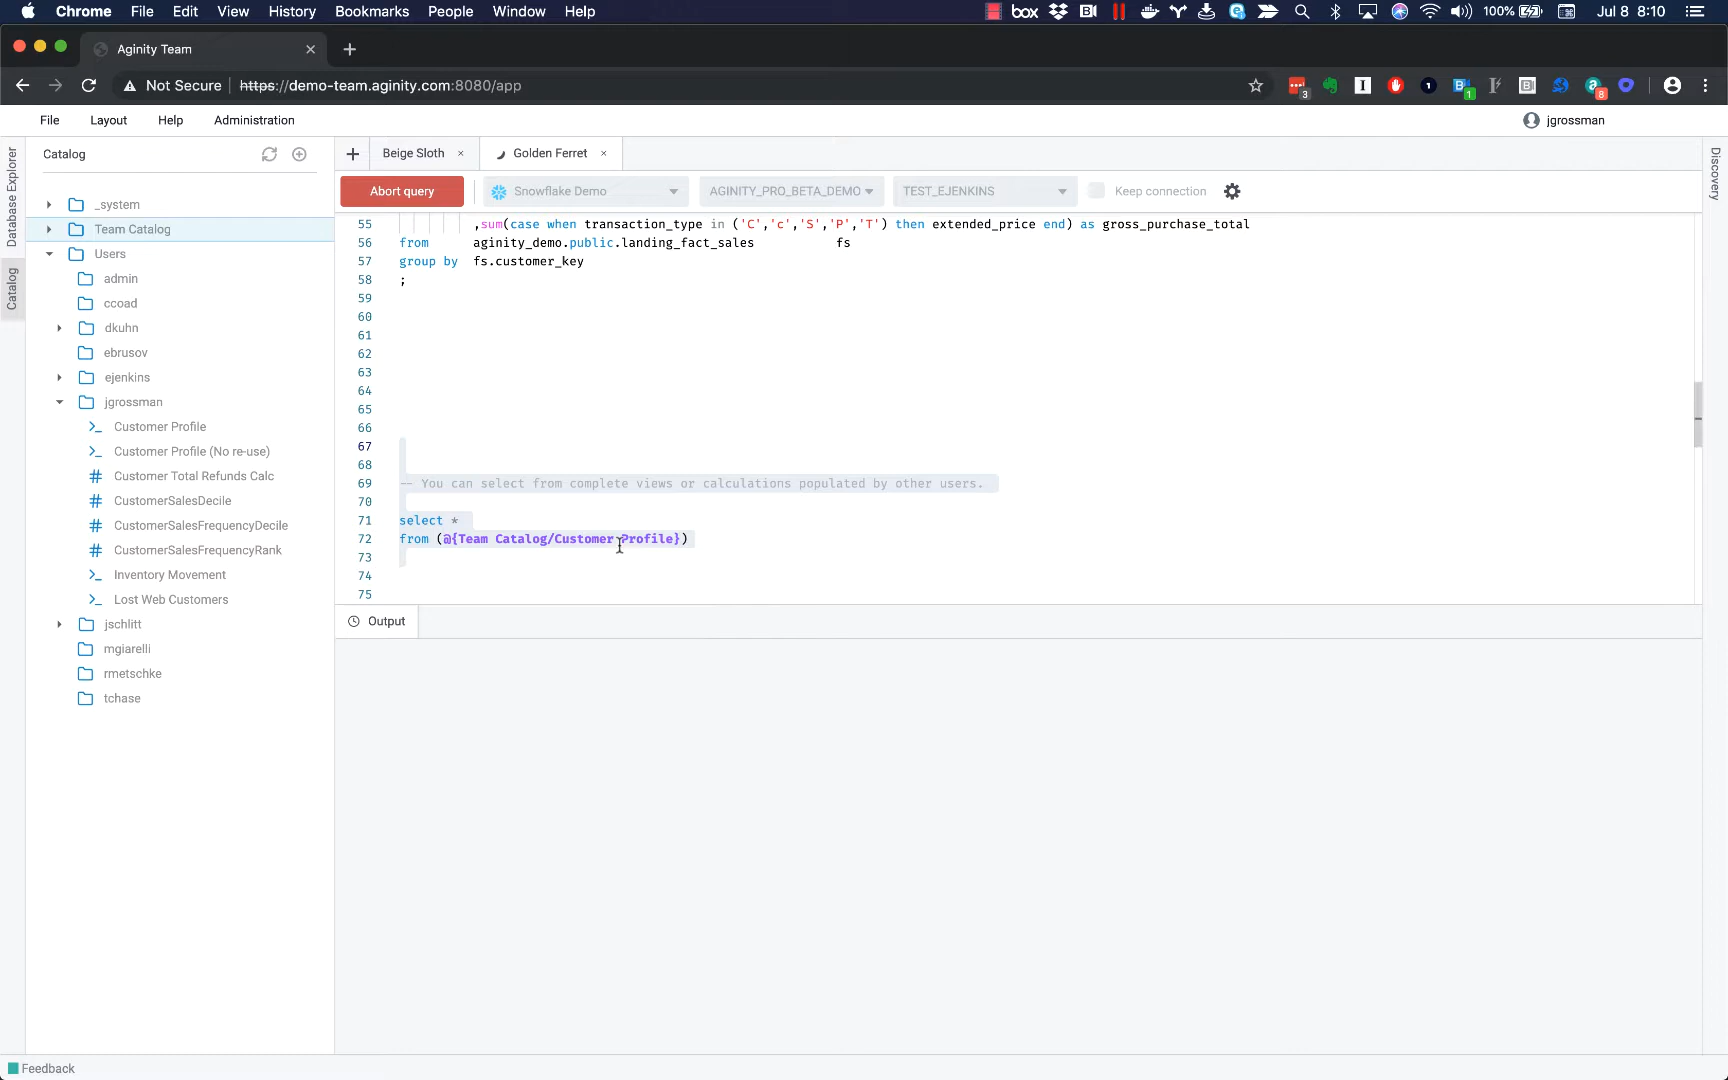 Chrome File Edit View History Bookmarks People Window Help box 100% Jul 8 8:10
Aginity Team
Not Secure https://demo-team.aginity.com:8080/app 3 1 1 8
File Layout Help Administration jgrossman
Database Explorer
Catalog
Discovery
Catalog
_system
Team Catalog
Users
admin
ccoad
dkuhn
ebrusov
ejenkins
jgrossman
Customer Profile
Customer Profile (No re-use)
Customer Total Refunds Calc
CustomerSalesDecile
CustomerSalesFrequencyDecile
CustomerSalesFrequencyRank
Inventory Movement
Lost Web Customers
jschlitt
mgiarelli
rmetschke
tchase
Beige Sloth Golden Ferret
Abort query Snowflake Demo AGINITY_PRO_BETA_DEMO TEST_EJENKINS Keep connection
55 ,sum(case when transaction_type in ('C','c','S','P','T') then extended_price end) as gross_purchase_total
56 from aginity_demo.public.landing_fact_sales fs
57 group by fs.customer_key
58 ;
59
60
61
62
63
64
65
66
67
68
69 -- You can select from complete views or calculations populated by other users.
70
71 select *
72 from (@{Team Catalog/Customer Profile})
73
74
75
Output
Feedback